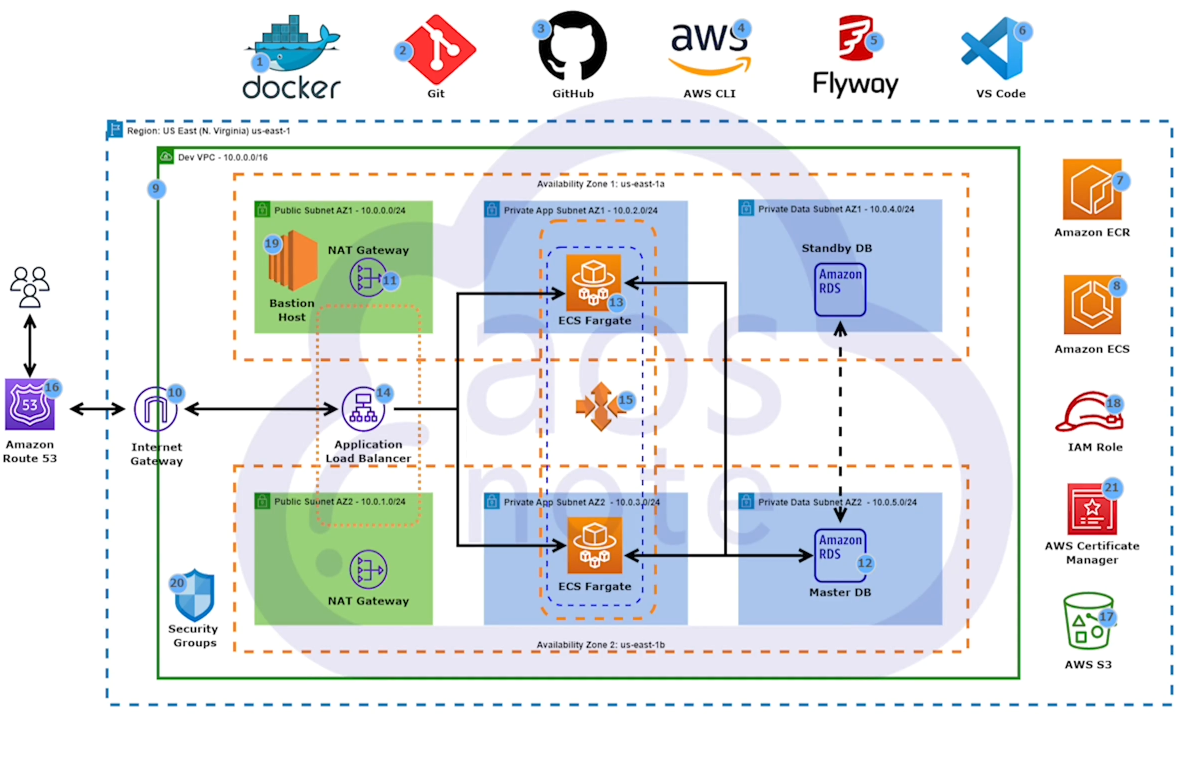 1
docker
2
Git
3
GitHub
aws
4
AWS CLI
5
Flyway
6
VS Code
Region: US East (N. Virginia) us-east-1
Dev VPC - 10.0.0.0/16
9
Availability Zone 1: us-east-1a
Public Subnet AZ1 - 10.0.0.0/24
Private App Subnet AZ1 - 10.0.2.0/24
Private Data Subnet AZ1 - 10.0.4.0/24
19
Bastion
Host
NAT Gateway
11
13
ECS Fargate
Standby DB
Amazon
RDS
7
Amazon ECR
8
Amazon ECS
53
16
Amazon
Route 53
10
Internet
Gateway
14
Application
Load Balancer
15
aos
note
18
IAM Role
Public Subnet AZ2 - 10.0.1.0/24
Private App Subnet AZ2 - 10.0.3.0/24
Private Data Subnet AZ2 - 10.0.5.0/24
NAT Gateway
ECS Fargate
Amazon
RDS
12
Master DB
21
AWS Certificate
Manager
20
Security
Groups
17
AWS S3
Availability Zone 2: us-east-1b